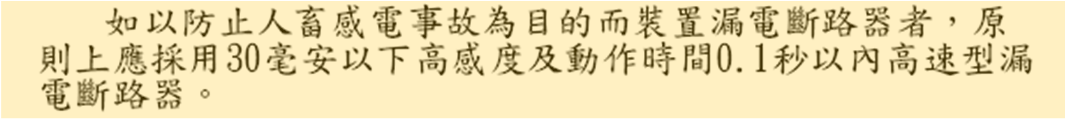 如以防止人畜感電事故為目的而裝置漏電斷路器者，原
則上應採用30毫安以下高感度及動作時間0.1秒以內高速型漏
電斷路器。